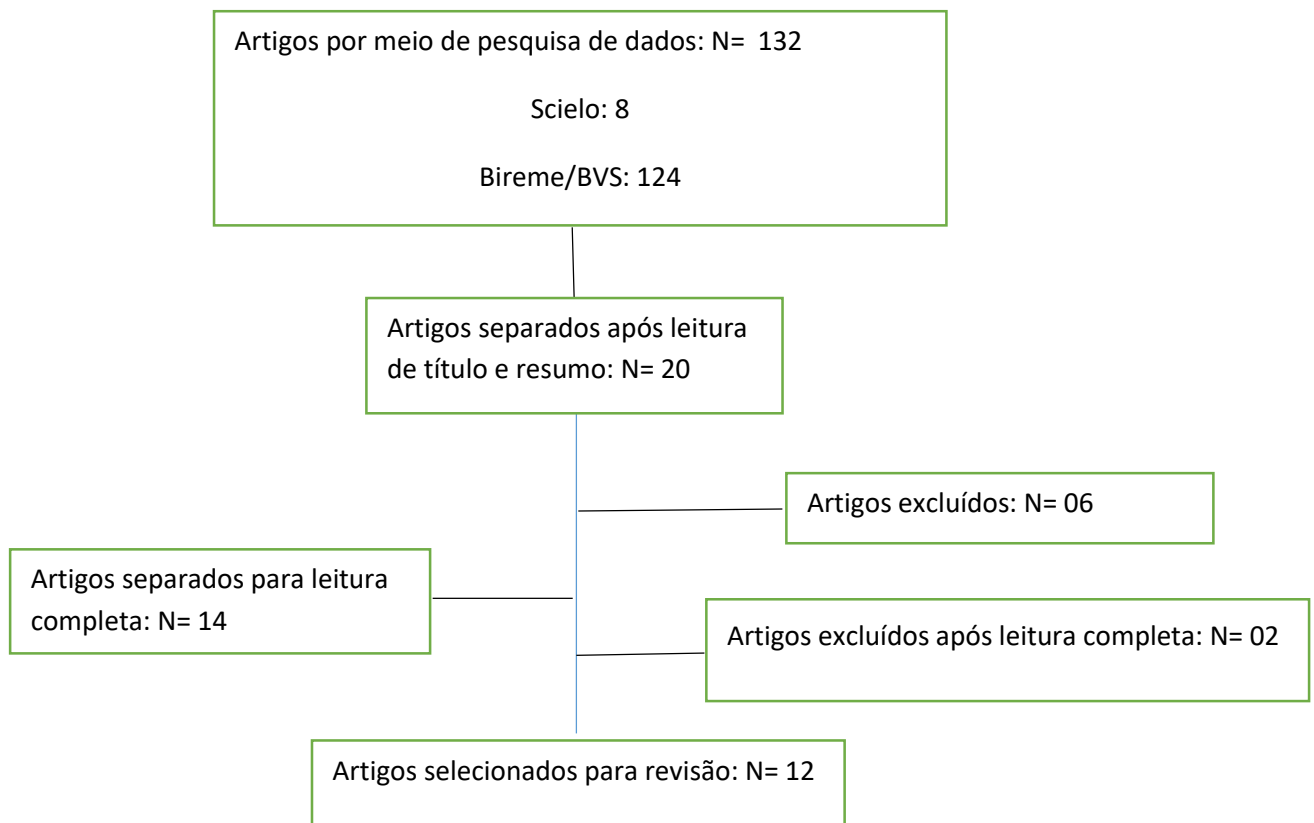 Artigos por meio de pesquisa de dados: N=  132
Scielo: 8
Bireme/BVS: 124
Artigos separados após leitura
de título e resumo: N= 20
Artigos excluídos: N= 06
Artigos separados para leitura
completa: N= 14
Artigos excluídos após leitura completa: N= 02
Artigos selecionados para revisão: N= 12